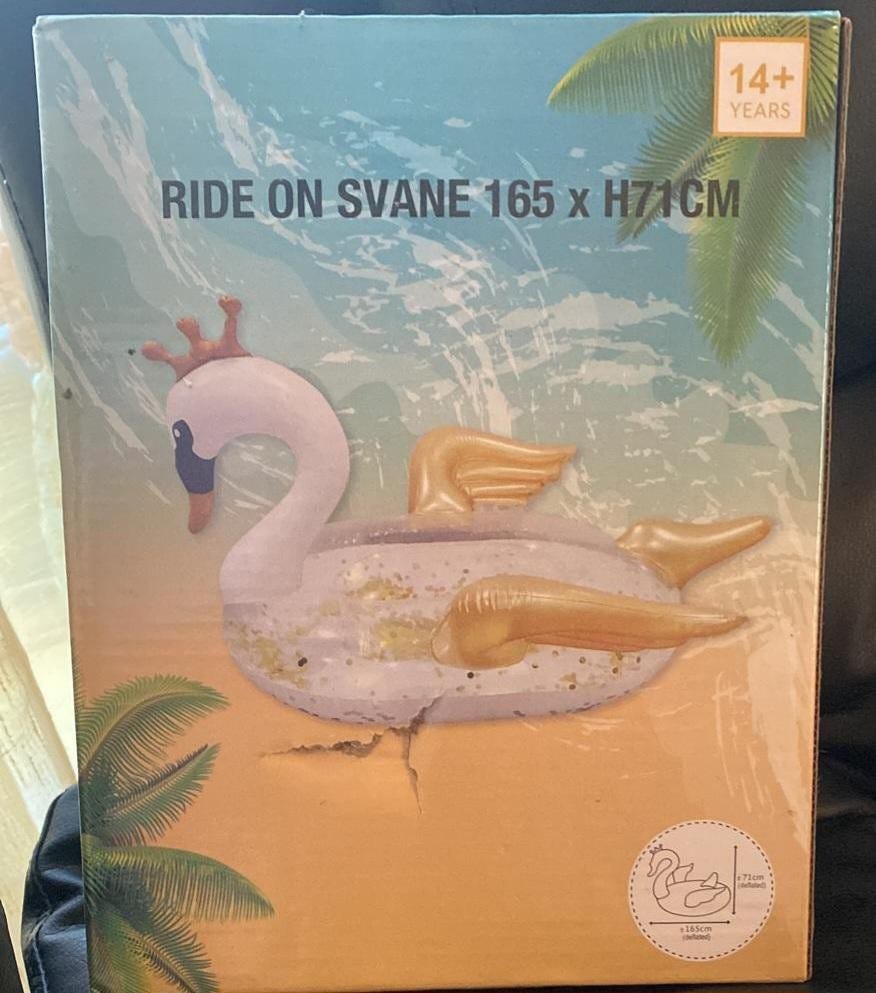 14+
YEARS
RIDE ON SVANE 165 x H71CM
±71cm
(deflated)
±165cm
(deflated)